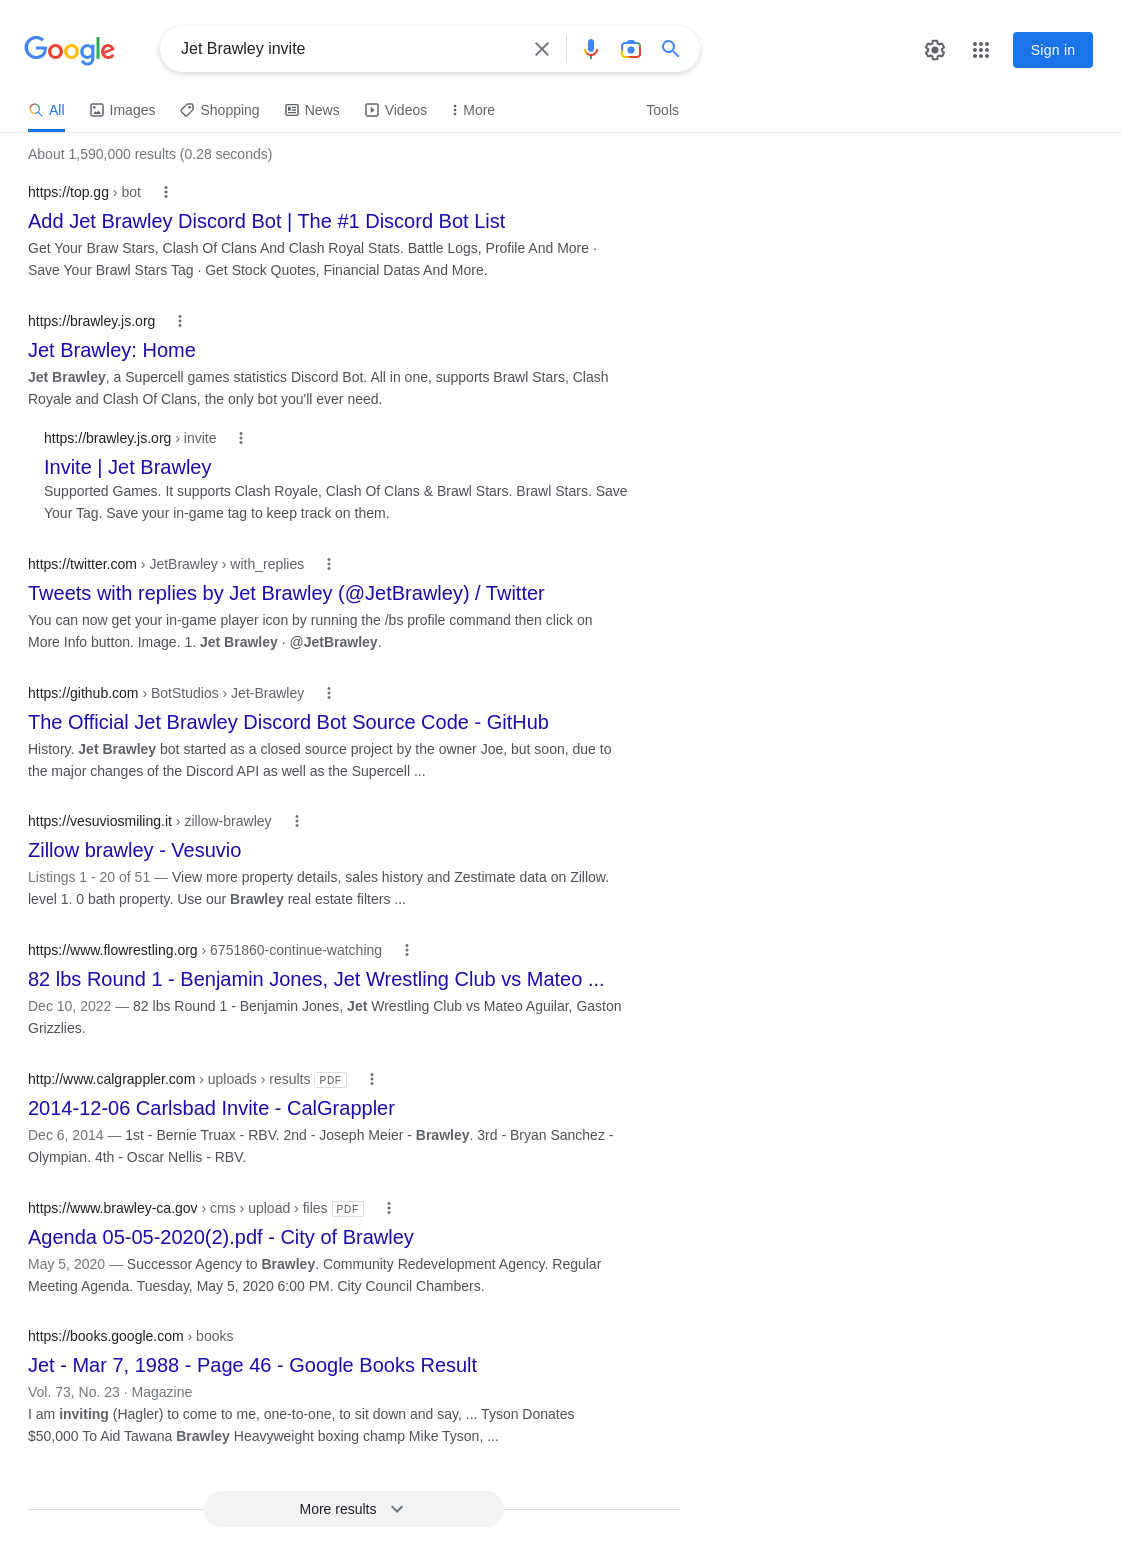 Google
Jet Brawley invite
Sign in
All
Images
Shopping
News
Videos
More
Tools
About 1,590,000 results (0.28 seconds)
https://top.gg › bot
Add Jet Brawley Discord Bot | The #1 Discord Bot List
Get Your Braw Stars, Clash Of Clans And Clash Royal Stats. Battle Logs, Profile And More ·
Save Your Brawl Stars Tag · Get Stock Quotes, Financial Datas And More.
https://brawley.js.org
Jet Brawley: Home
Jet Brawley, a Supercell games statistics Discord Bot. All in one, supports Brawl Stars, Clash
Royale and Clash Of Clans, the only bot you'll ever need.
https://brawley.js.org › invite
Invite | Jet Brawley
Supported Games. It supports Clash Royale, Clash Of Clans & Brawl Stars. Brawl Stars. Save
Your Tag. Save your in-game tag to keep track on them.
https://twitter.com › JetBrawley › with_replies
Tweets with replies by Jet Brawley (@JetBrawley) / Twitter
You can now get your in-game player icon by running the /bs profile command then click on
More Info button. Image. 1. Jet Brawley · @JetBrawley.
https://github.com › BotStudios › Jet-Brawley
The Official Jet Brawley Discord Bot Source Code - GitHub
History. Jet Brawley bot started as a closed source project by the owner Joe, but soon, due to
the major changes of the Discord API as well as the Supercell ...
https://vesuviosmiling.it › zillow-brawley
Zillow brawley - Vesuvio
Listings 1 - 20 of 51 — View more property details, sales history and Zestimate data on Zillow.
level 1. 0 bath property. Use our Brawley real estate filters ...
https://www.flowrestling.org › 6751860-continue-watching
82 lbs Round 1 - Benjamin Jones, Jet Wrestling Club vs Mateo ...
Dec 10, 2022 — 82 lbs Round 1 - Benjamin Jones, Jet Wrestling Club vs Mateo Aguilar, Gaston
Grizzlies.
http://www.calgrappler.com › uploads › results PDF
2014-12-06 Carlsbad Invite - CalGrappler
Dec 6, 2014 — 1st - Bernie Truax - RBV. 2nd - Joseph Meier - Brawley. 3rd - Bryan Sanchez -
Olympian. 4th - Oscar Nellis - RBV.
https://www.brawley-ca.gov › cms › upload › files PDF
Agenda 05-05-2020(2).pdf - City of Brawley
May 5, 2020 — Successor Agency to Brawley. Community Redevelopment Agency. Regular
Meeting Agenda. Tuesday, May 5, 2020 6:00 PM. City Council Chambers.
https://books.google.com › books
Jet - Mar 7, 1988 - Page 46 - Google Books Result
Vol. 73, No. 23 · Magazine
I am inviting (Hagler) to come to me, one-to-one, to sit down and say, ... Tyson Donates
$50,000 To Aid Tawana Brawley Heavyweight boxing champ Mike Tyson, ...
More results